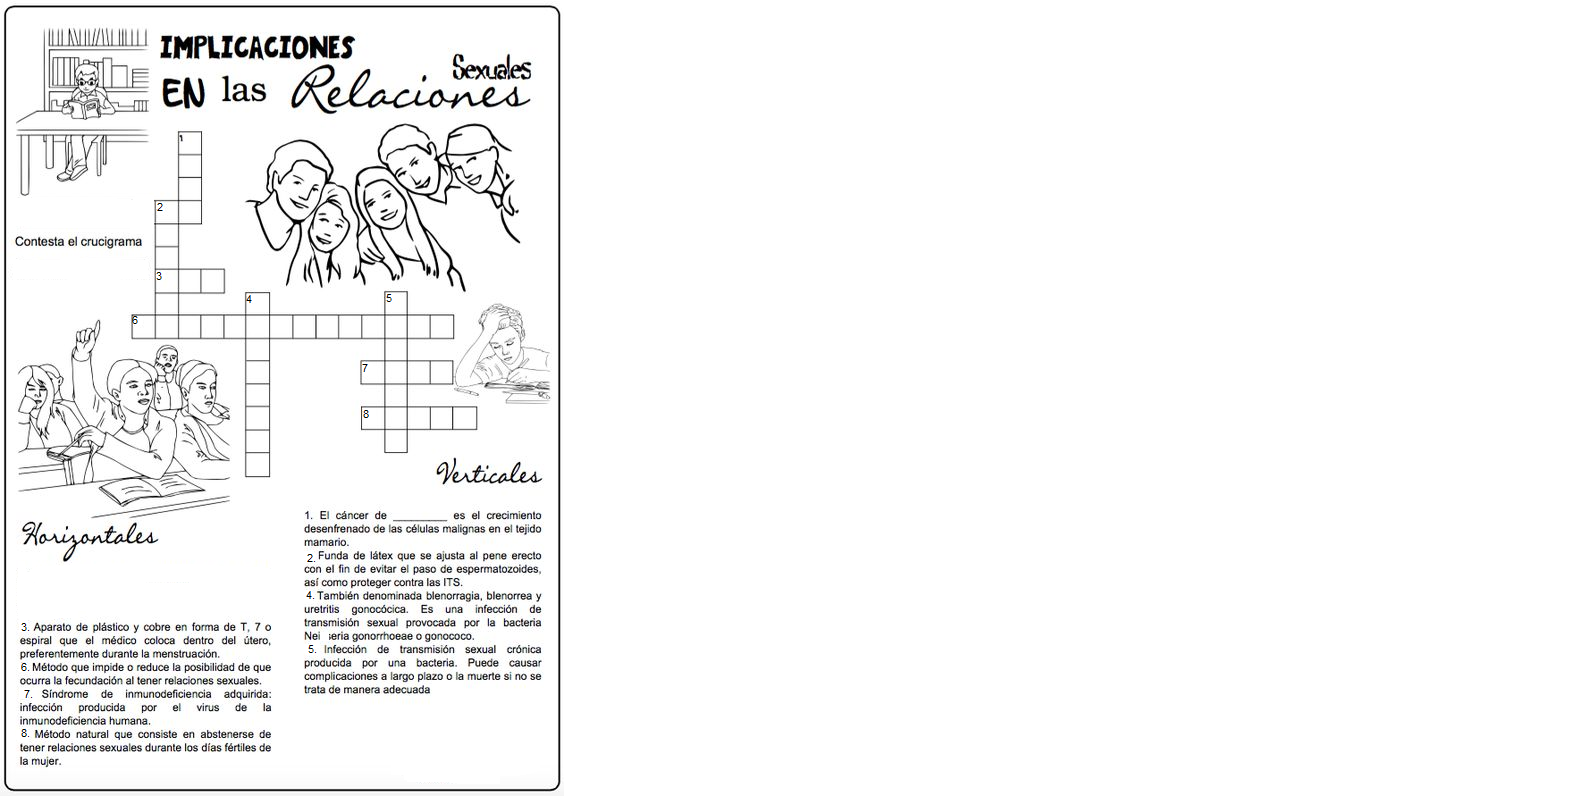 IMPLICACIONES
EN las Relaciones Sexuales
1
2
Contesta el crucigrama
3
4
5
6
7
8
Verticales
1. El cáncer de _________ es el crecimiento
desenfrenado de las células malignas en el tejido
mamario.
2. Funda de látex que se ajusta al pene erecto
con el fin de evitar el paso de espermatozoides,
así como proteger contra las ITS.
4. También denominada blenorragia, blenorrea y
uretritis gonocócica. Es una infección de
transmisión sexual provocada por la bacteria
Nei seria gonorrhoeae o gonococo.
5. Infección de transmisión sexual crónica
producida por una bacteria. Puede causar
complicaciones a largo plazo o la muerte si no se
trata de manera adecuada
Horizontales
3. Aparato de plástico y cobre en forma de T, 7 o
espiral que el médico coloca dentro del útero,
preferentemente durante la menstruación.
6. Método que impide o reduce la posibilidad de que
ocurra la fecundación al tener relaciones sexuales.
7. Síndrome de inmunodeficiencia adquirida:
infección producida por el virus de la
inmunodeficiencia humana.
8. Método natural que consiste en abstenerse de
tener relaciones sexuales durante los días fértiles de
la mujer.